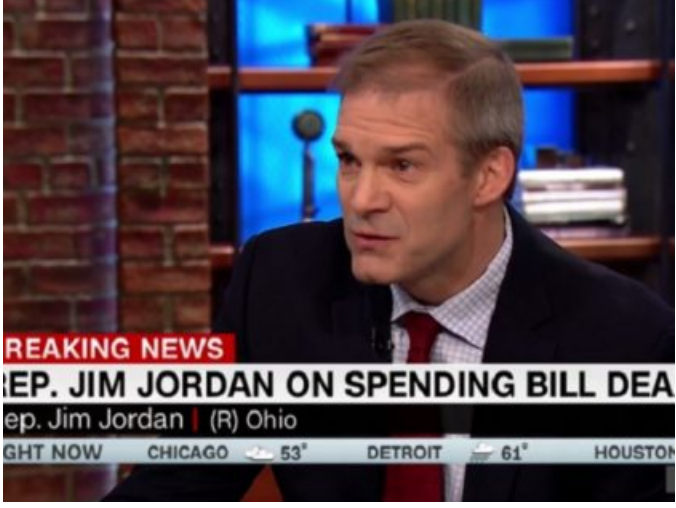 REAKING NEWS
EP. JIM JORDAN ON SPENDING BILL DEA
ep. Jim Jordan | (R) Ohio
GHT NOW CHICAGO 53° DETROIT 61° HOUSTON